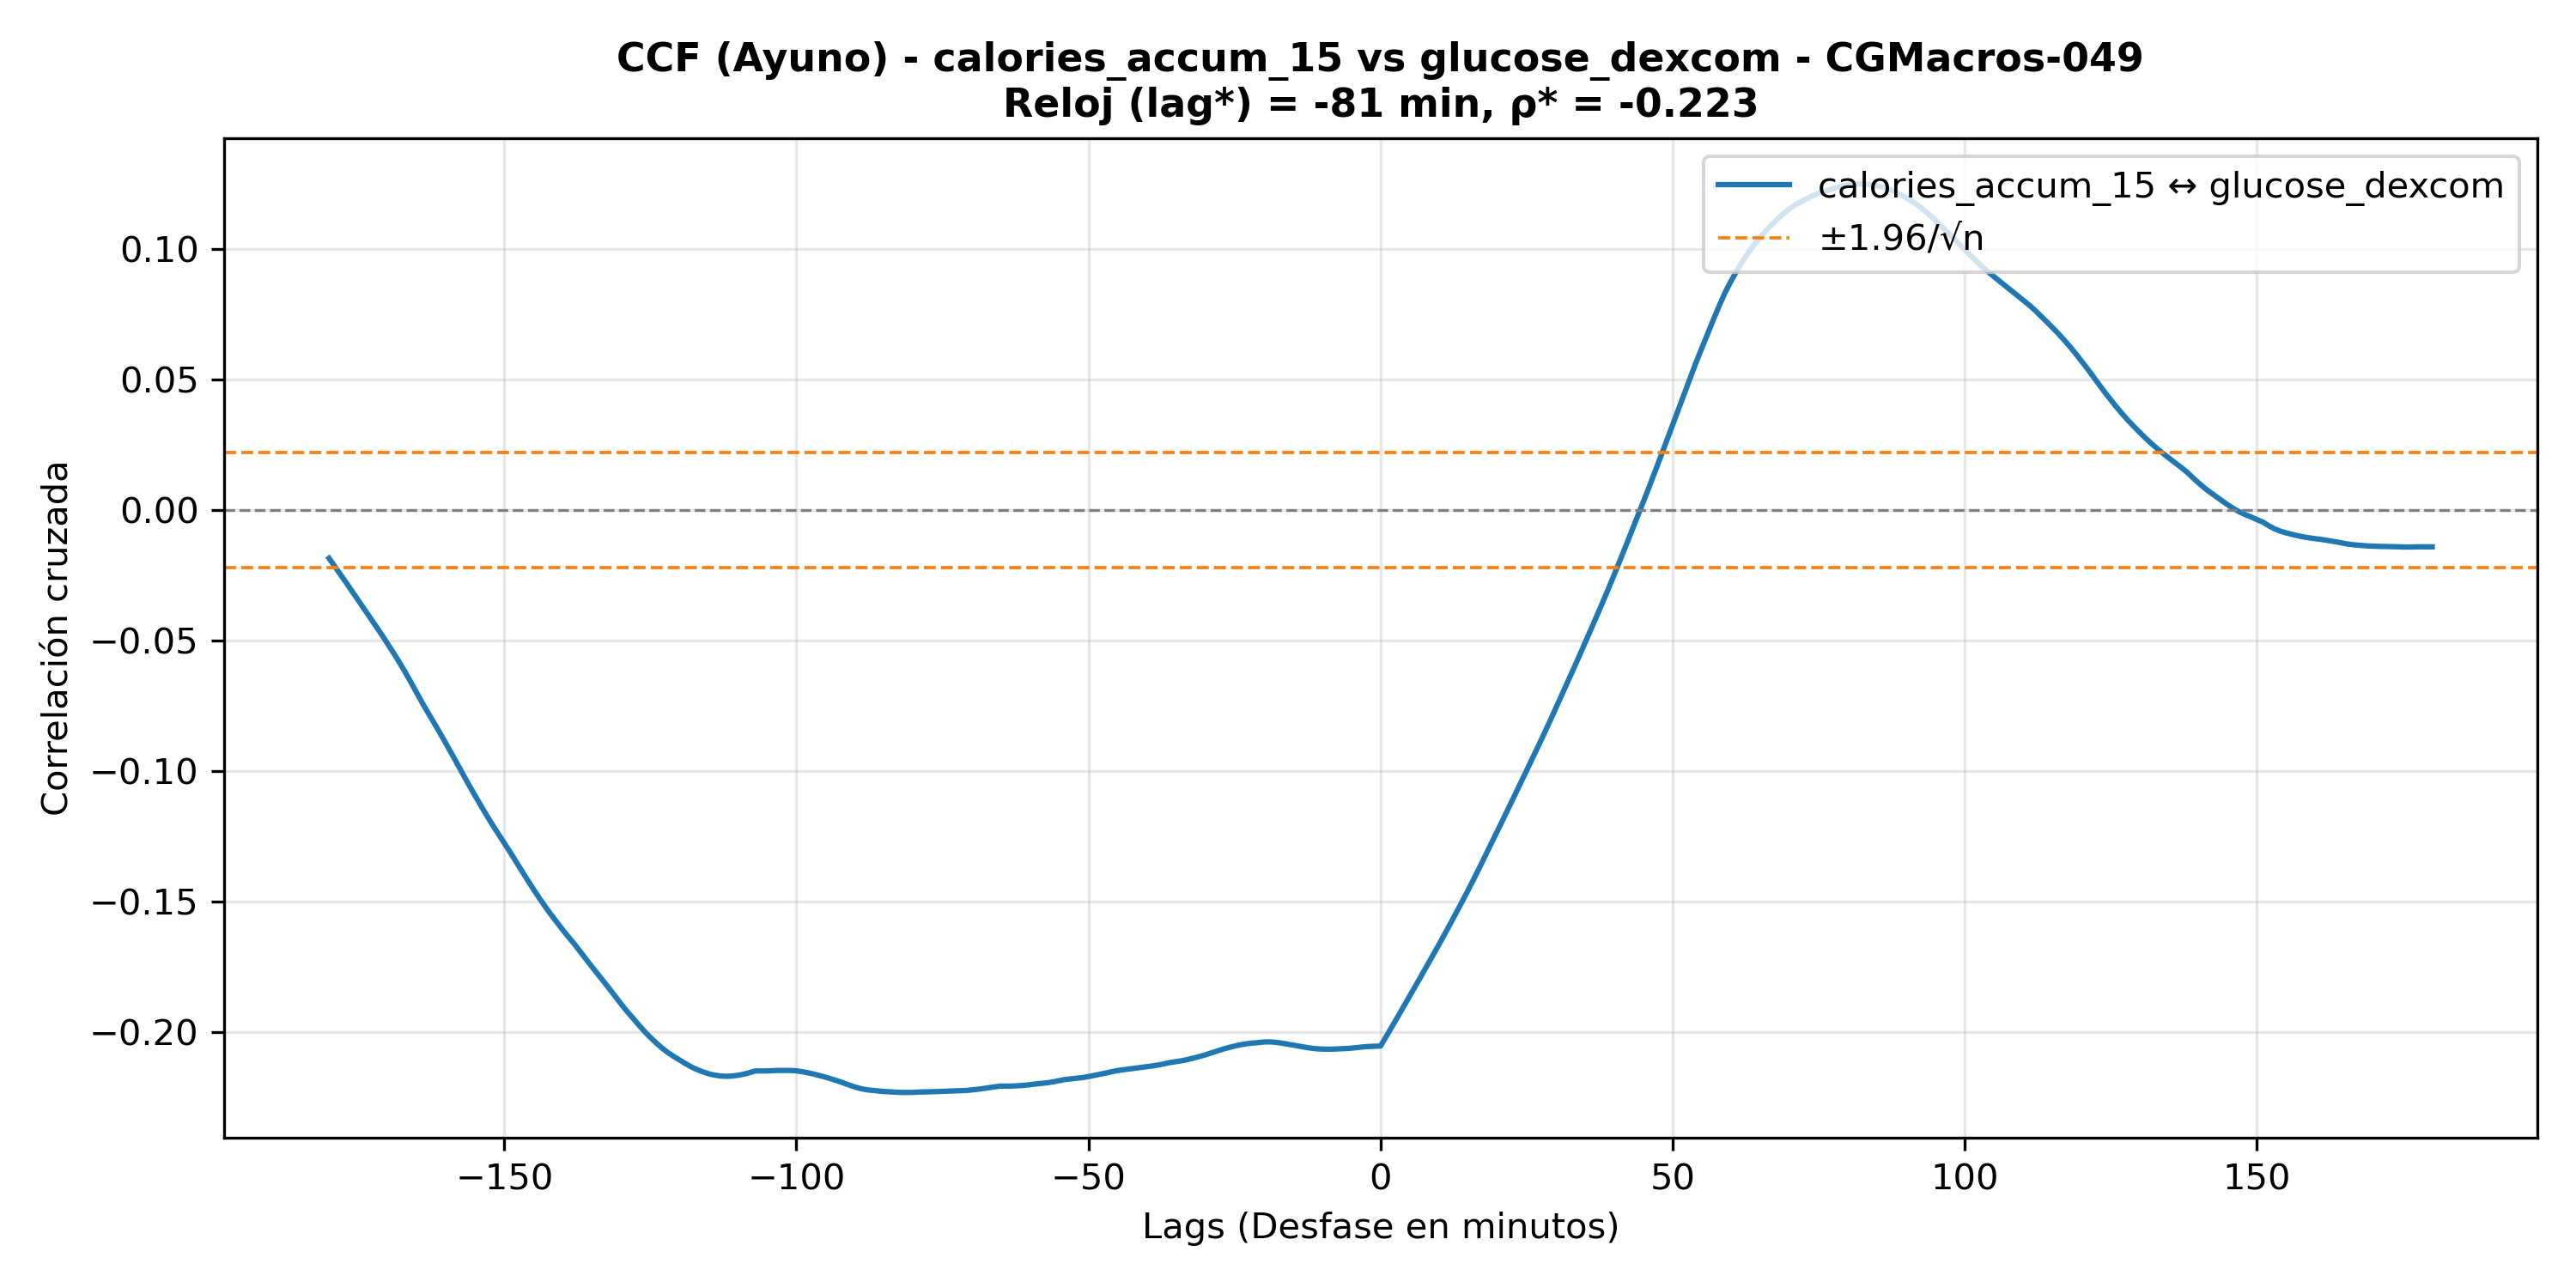 CCF (Ayuno) - calories_accum_15 vs glucose_dexcom - CGMacros-049
Reloj (lag*) = -81 min, ρ* = -0.223
calories_accum_15 ↔ glucose_dexcom
±1.96/√n
Correlación cruzada
0.10
0.05
0.00
−0.05
−0.10
−0.15
−0.20
−150
−100
−50
0
50
100
150
Lags (Desfase en minutos)